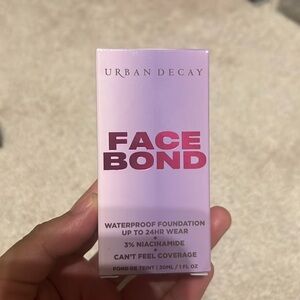 URBAN DECAY
FACE
BOND
WATERPROOF FOUNDATION
UP TO 24HR WEAR
•
3% NIACINAMIDE
•
CAN'T FEEL COVERAGE
FOND DE TEINT | 30ML / 1 FL OZ